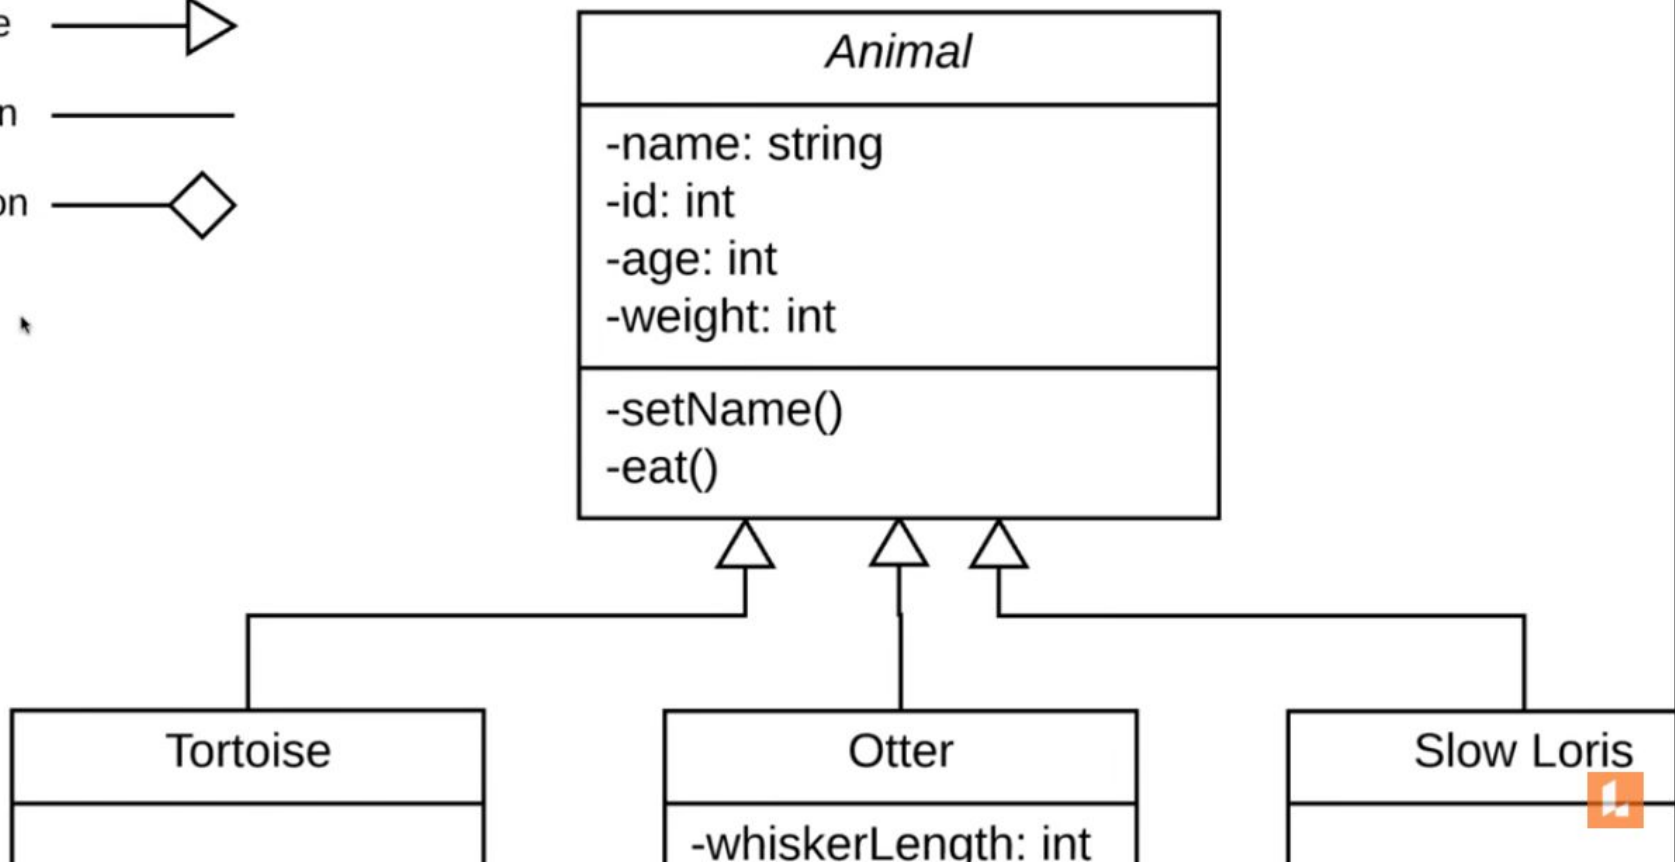 Animal
-name: string
-id: int
-age: int
-weight: int
-setName()
-eat()
Tortoise
Otter
Slow Loris
-whiskerLength: int